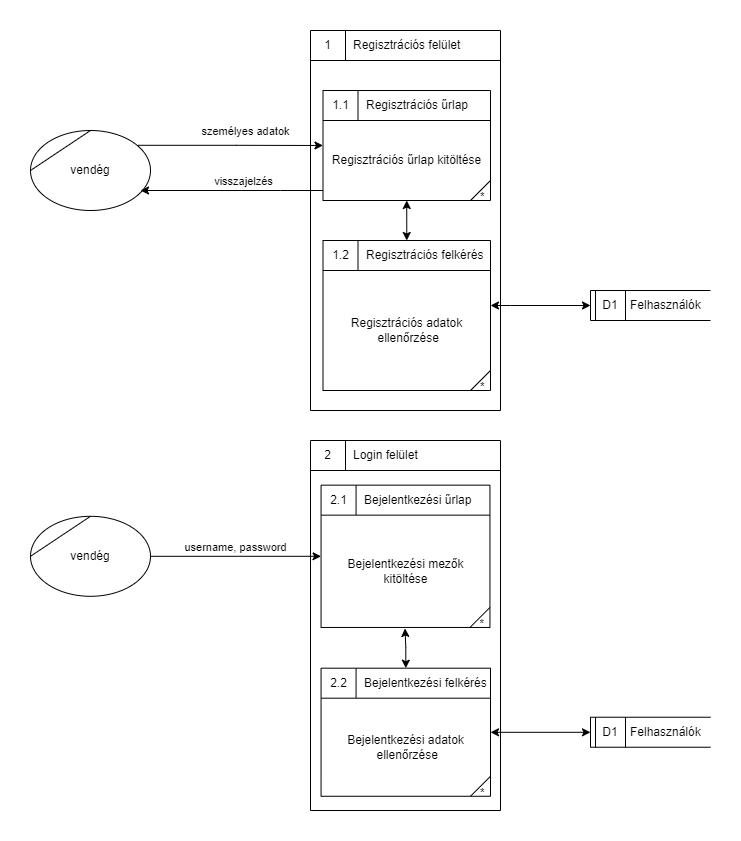 1 Regisztrációs felület
1.1 Regisztrációs űrlap
személyes adatok
Regisztrációs űrlap kitöltése
vendég
visszajelzés
*
1.2 Regisztrációs felkérés
D1 Felhasználók
Regisztrációs adatok
ellenőrzése
*
2 Login felület
2.1 Bejelentkezési űrlap
username, password
vendég
Bejelentkezési mezők
kitöltése
*
2.2 Bejelentkezési felkérés
D1 Felhasználók
Bejelentkezési adatok
ellenőrzése
*